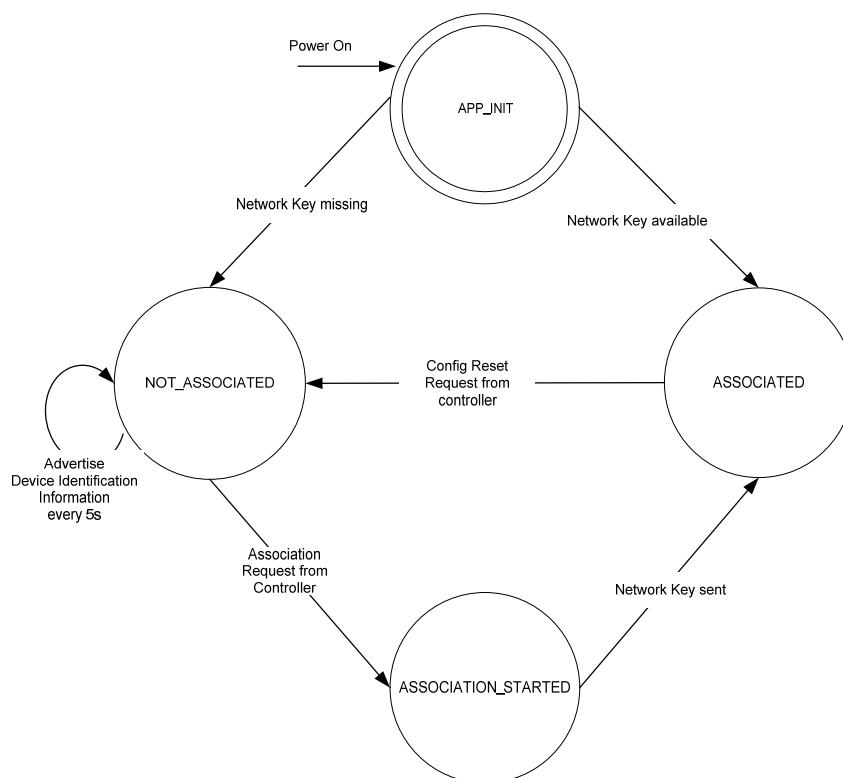 Power On
APP_INIT
Network Key missing
Network Key available
NOT_ASSOCIATED
Config Reset
Request from
controller
ASSOCIATED
Advertise
Device Identification
Information
every 5s
Association
Request from
Controller
Network Key sent
ASSOCIATION_STARTED